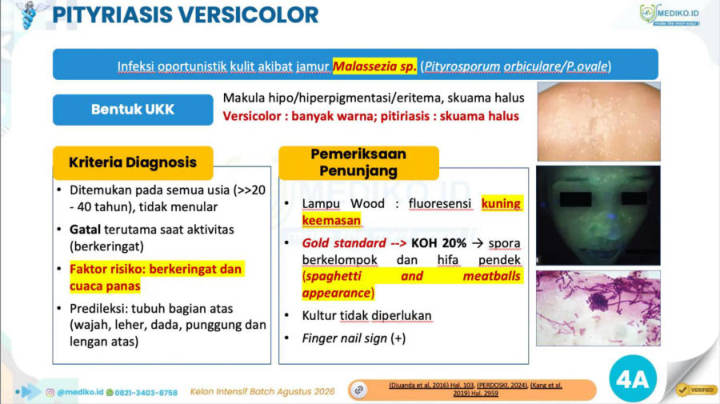 PITYRIASIS VERSICOLOR
MEDIKO.ID
Infeksi oportunistik kulit akibat jamur Malassezia sp. (Pityrosporum orbiculare/P.ovale)
Bentuk UKK
Makula hipo/hiperpigmentasi/eritema, skuama halus
Versicolor : banyak warna; pitiriasis : skuama halus
Kriteria Diagnosis
• Ditemukan pada semua usia (>>20
- 40 tahun), tidak menular
• Gatal terutama saat aktivitas
(berkeringat)
• Faktor risiko: berkeringat dan
cuaca panas
• Predileksi: tubuh bagian atas
(wajah, leher, dada, punggung dan
lengan atas)
Pemeriksaan
Penunjang
• Lampu Wood : fluoresensi kuning
keemasan
• Gold standard --> KOH 20% → spora
berkelompok dan hifa pendek
(spaghetti and meatballs
appearance)
• Kultur tidak diperlukan
• Finger nail sign (+)
MEDIKO.ID
@mediko.id 0821-3403-8758 Kelan Intensif Batch Agustus 2026
(Djuanda et al, 2016) Hal. 103, (PERDOSKI, 2024), (Kang et al,
2019) Hal. 2959
4A
VERIFIED